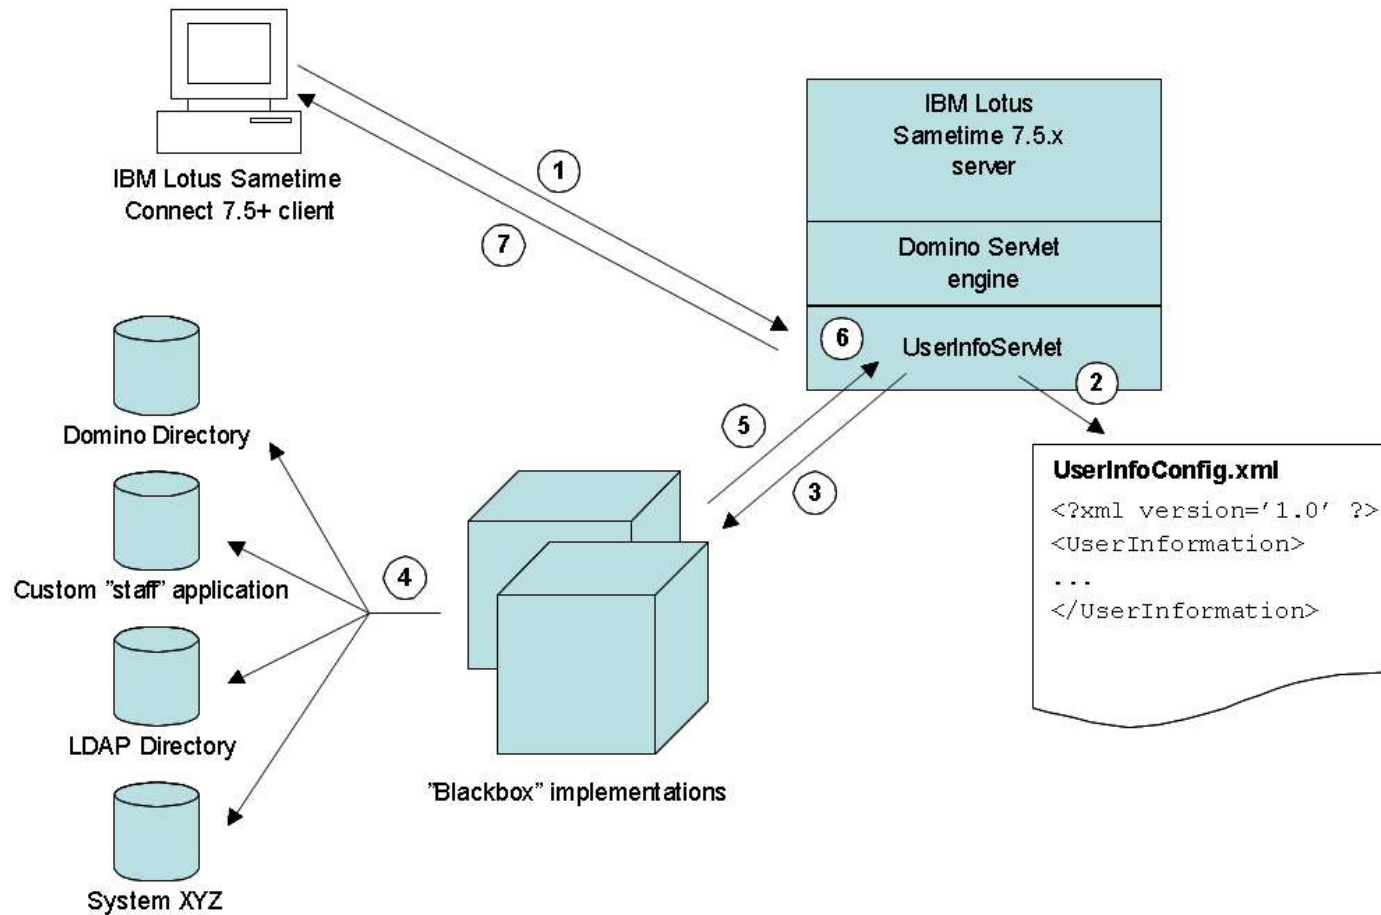 IBM Lotus Sametime
Connect 7.5+ client
1
7
IBM Lotus
Sametime 7.5.x
server
Domino Servlet
engine
6
UserInfoServlet
2
5
3
UserInfoConfig.xml
<?xml version=’1.0’ ?>
<UserInformation>
...
</UserInformation>
Domino Directory
Custom ”staff” application
4
LDAP Directory
System XYZ
”Blackbox” implementations